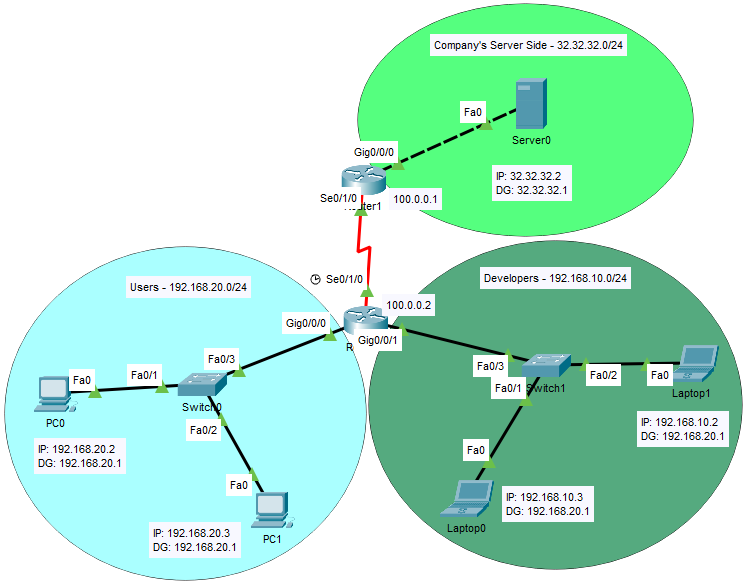 Company's Server Side - 32.32.32.0/24
Fa0
Server0
Gig0/0/0
IP: 32.32.32.2
DG: 32.32.32.1
Se0/1/0
100.0.0.1
Users - 192.168.20.0/24
Se0/1/0
Developers - 192.168.10.0/24
100.0.0.2
Gig0/0/0
Gig0/0/1
Fa0/3
Fa0/1
Fa0
Switch0
PC0
Fa0/2
IP: 192.168.20.2
DG: 192.168.20.1
Fa0
PC1
IP: 192.168.20.3
DG: 192.168.20.1
Fa0/3
Switch1
Fa0/2
Fa0
Fa0/1
Laptop1
IP: 192.168.10.2
DG: 192.168.20.1
Fa0
Laptop0
IP: 192.168.10.3
DG: 192.168.20.1